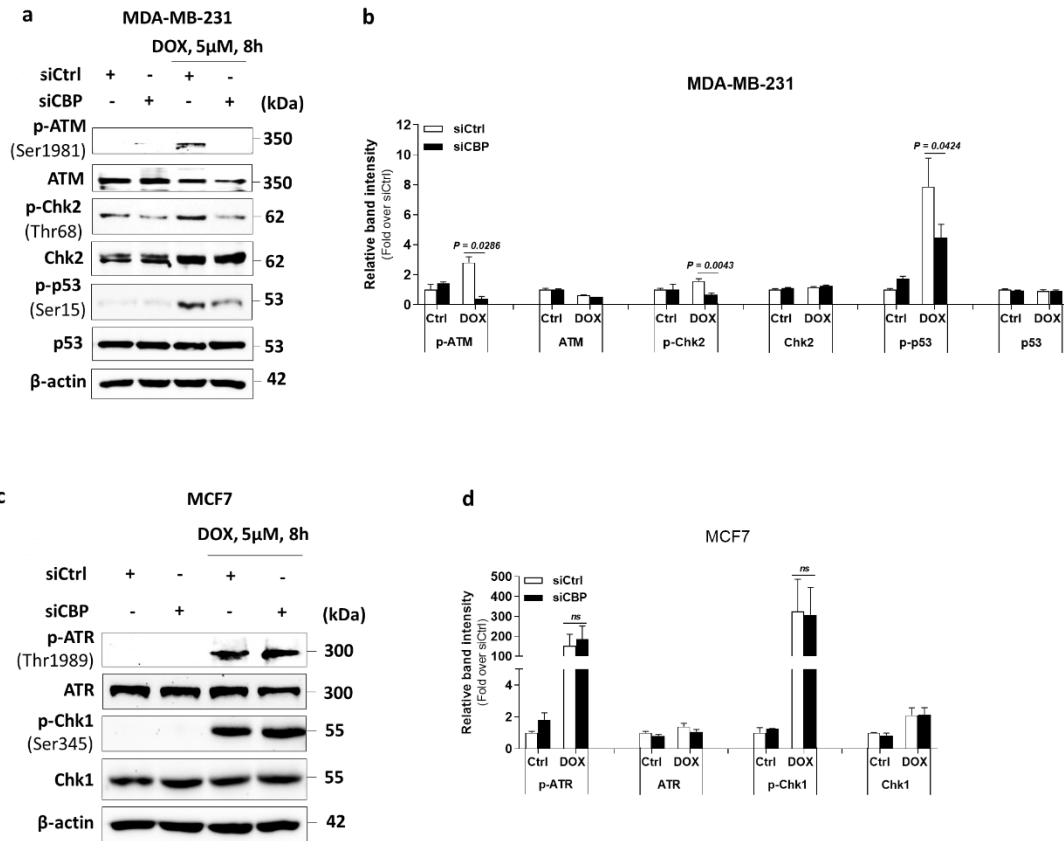 a
MDA-MB-231
DOX, 5µM, 8h
siCtrl + - + -
siCBP - + - + (kDa)
p-ATM
(Ser1981)
350
ATM 350
p-Chk2
(Thr68)
62
Chk2 62
p-p53
(Ser15)
53
p53 53
β-actin 42
b
MDA-MB-231
Relative band intensity
(Fold over siCtrl)
12
10
8
6
4
2
0
siCtrl
siCBP
P = 0.0286
P = 0.0043
P = 0.0424
Ctrl DOX Ctrl DOX Ctrl DOX Ctrl DOX Ctrl DOX Ctrl DOX
p-ATM ATM p-Chk2 Chk2 p-p53 p53
c
MCF7
DOX, 5µM, 8h
siCtrl + - + -
siCBP - + - + (kDa)
p-ATR
(Thr1989)
300
ATR 300
p-Chk1
(Ser345)
55
Chk1 55
β-actin 42
d
MCF7
Relative band intensity
(Fold over siCtrl)
500
400
300
200
100
4
2
0
siCtrl
siCBP
ns
ns
Ctrl DOX Ctrl DOX Ctrl DOX Ctrl DOX
p-ATR ATR p-Chk1 Chk1